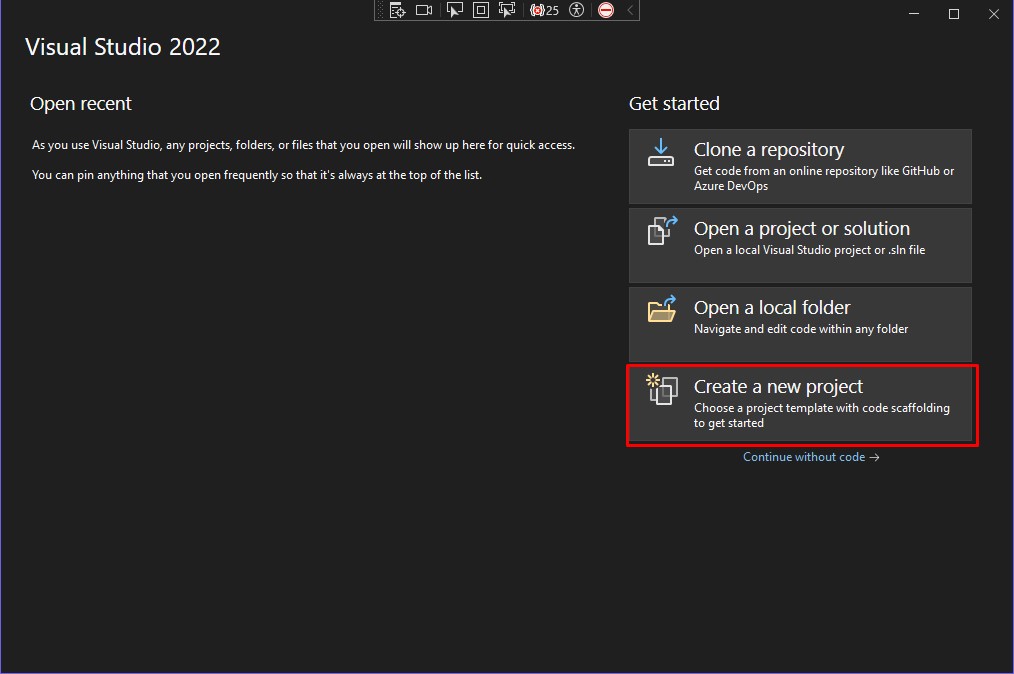 25
Visual Studio 2022
Open recent
As you use Visual Studio, any projects, folders, or files that you open will show up here for quick access.
You can pin anything that you open frequently so that it's always at the top of the list.
Get started
Clone a repository
Get code from an online repository like GitHub or
Azure DevOps
Open a project or solution
Open a local Visual Studio project or .sln file
Open a local folder
Navigate and edit code within any folder
Create a new project
Choose a project template with code scaffolding
to get started
Continue without code →